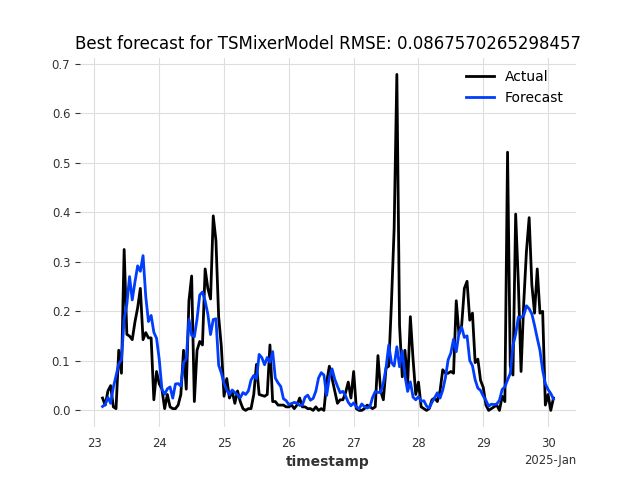 Best forecast for TSMixerModel RMSE: 0.0867570265298457
Actual
Forecast
0.7
0.6
0.5
0.4
0.3
0.2
0.1
0.0
23 24 25 26 27 28 29 30
timestamp
2025-Jan